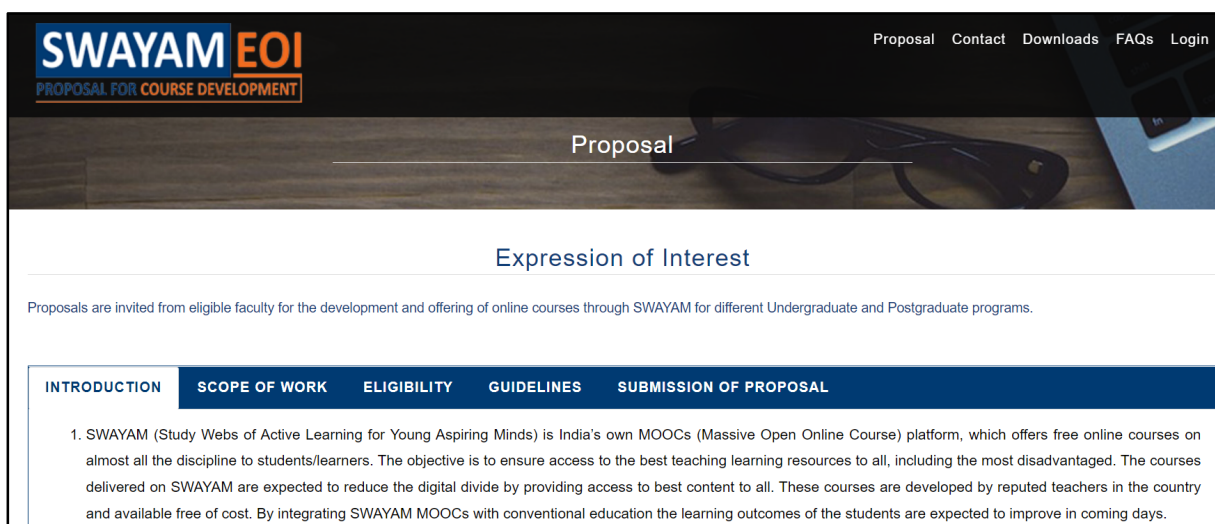 SWAYAM EOI
PROPOSAL FOR COURSE DEVELOPMENT
Proposal Contact Downloads FAQs Login
fn
Proposal
Expression of Interest
Proposals are invited from eligible faculty for the development and offering of online courses through SWAYAM for different Undergraduate and Postgraduate programs.
INTRODUCTION SCOPE OF WORK ELIGIBILITY GUIDELINES SUBMISSION OF PROPOSAL
1. SWAYAM (Study Webs of Active Learning for Young Aspiring Minds) is India's own MOOCs (Massive Open Online Course) platform, which offers free online courses on
almost all the discipline to students/learners. The objective is to ensure access to the best teaching learning resources to all, including the most disadvantaged. The courses
delivered on SWAYAM are expected to reduce the digital divide by providing access to best content to all. These courses are developed by reputed teachers in the country
and available free of cost. By integrating SWAYAM MOOCs with conventional education the learning outcomes of the students are expected to improve in coming days.